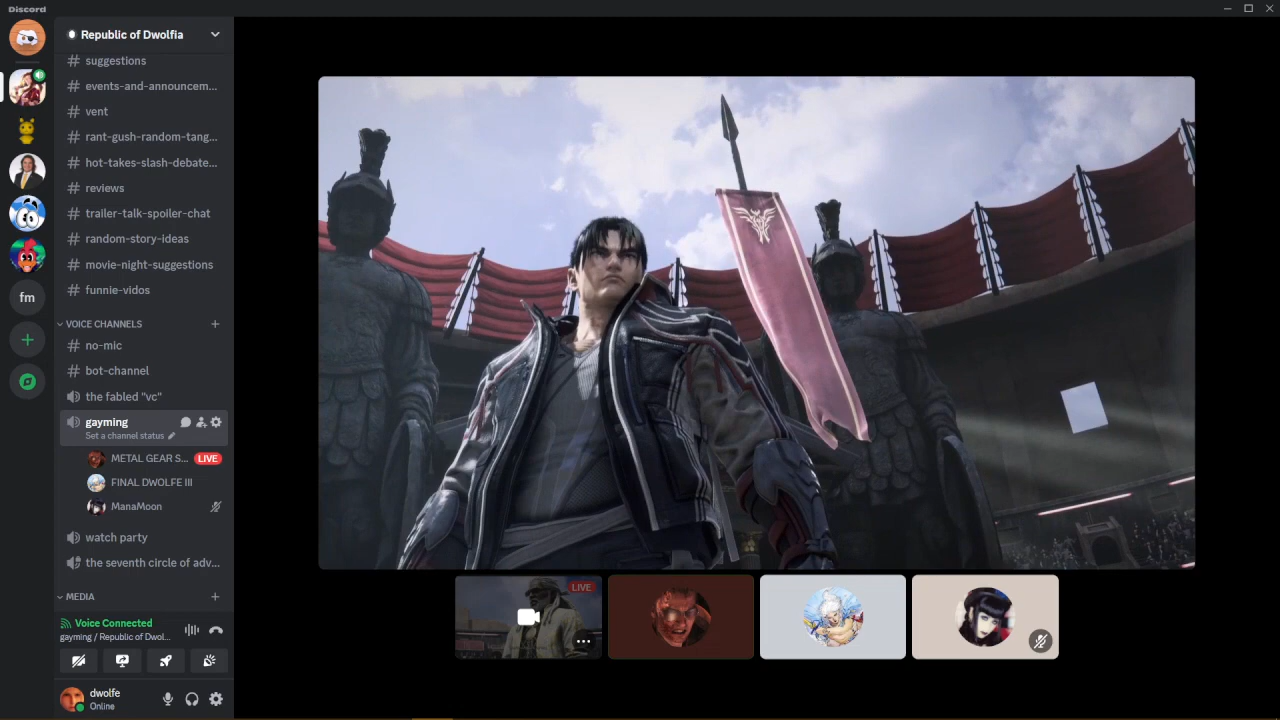 Discord
Republic of Dwolfia
suggestions
events-and-announcem...
vent
rant-gush-random-tang...
hot-takes-slash-debate...
reviews
trailer-talk-spoiler-chat
random-story-ideas
movie-night-suggestions
funnie-vidos
fm
VOICE CHANNELS
no-mic
bot-channel
the fabled "vc"
gayming
Set a channel status
METAL GEAR S... LIVE
FINAL DWOLFE III
ManaMoon
watch party
the seventh circle of adv...
MEDIA
LIVE
Voice Connected
gayming / Republic of Dwol...
dwolfe
Online